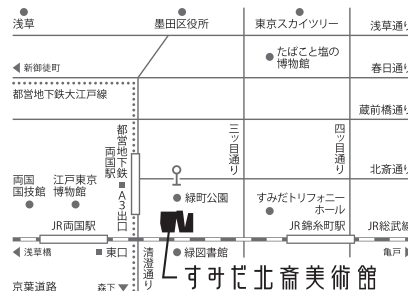 浅草
墨田区役所
東京スカイツリー
浅草通り
たばこと塩の
博物館
新御徒町
春日通り
都営地下鉄大江戸線
蔵前橋通り
都営地下鉄
両国駅
A3出口
三ッ目通り
四ッ目通り
北斎通り
両国
国技館
江戸東京
博物館
緑町公園
すみだトリフォニー
ホール
JR両国駅
JR錦糸町駅
JR総武線
浅草橋
東口
清澄通り
緑図書館
亀戸
すみだ北斎美術館
京葉道路
森下